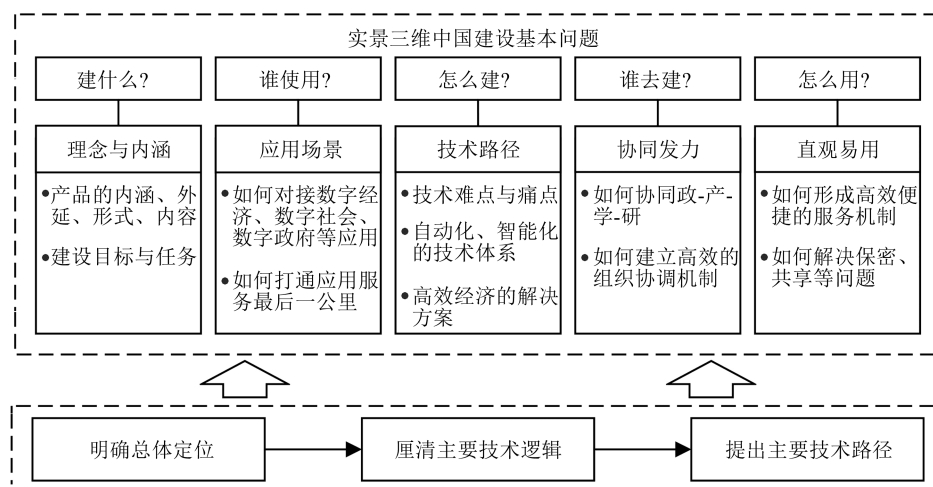 实景三维中国建设基本问题
建什么?
谁使用?
怎么建?
谁去建?
怎么用?
理念与内涵
应用场景
技术路径
协同发力
直观易用
•产品的内涵、外
延、形式、内容
•建设目标与任务
•如何对接数字经
济、数字社会、
数字政府等应用
•如何打通应用服
务最后一公里
•技术难点与痛点
•自动化、智能化
的技术体系
•高效经济的解决
方案
•如何协同政-产-
学-研
•如何建立高效的
组织协调机制
•如何形成高效便
捷的服务机制
•如何解决保密、
共享等问题
明确总体定位
厘清主要技术逻辑
提出主要技术路径